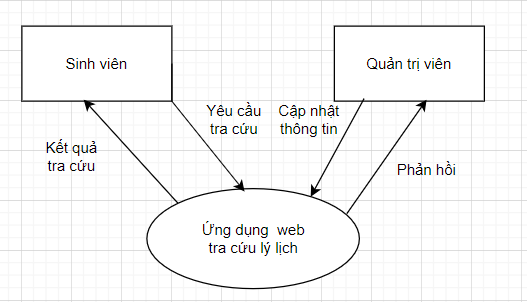 Sinh viên
Quản trị viên
Yêu cầu
tra cứu
Cập nhật
thông tin
Kết quả
tra cứu
Phản hồi
Ứng dụng web
tra cứu lý lịch